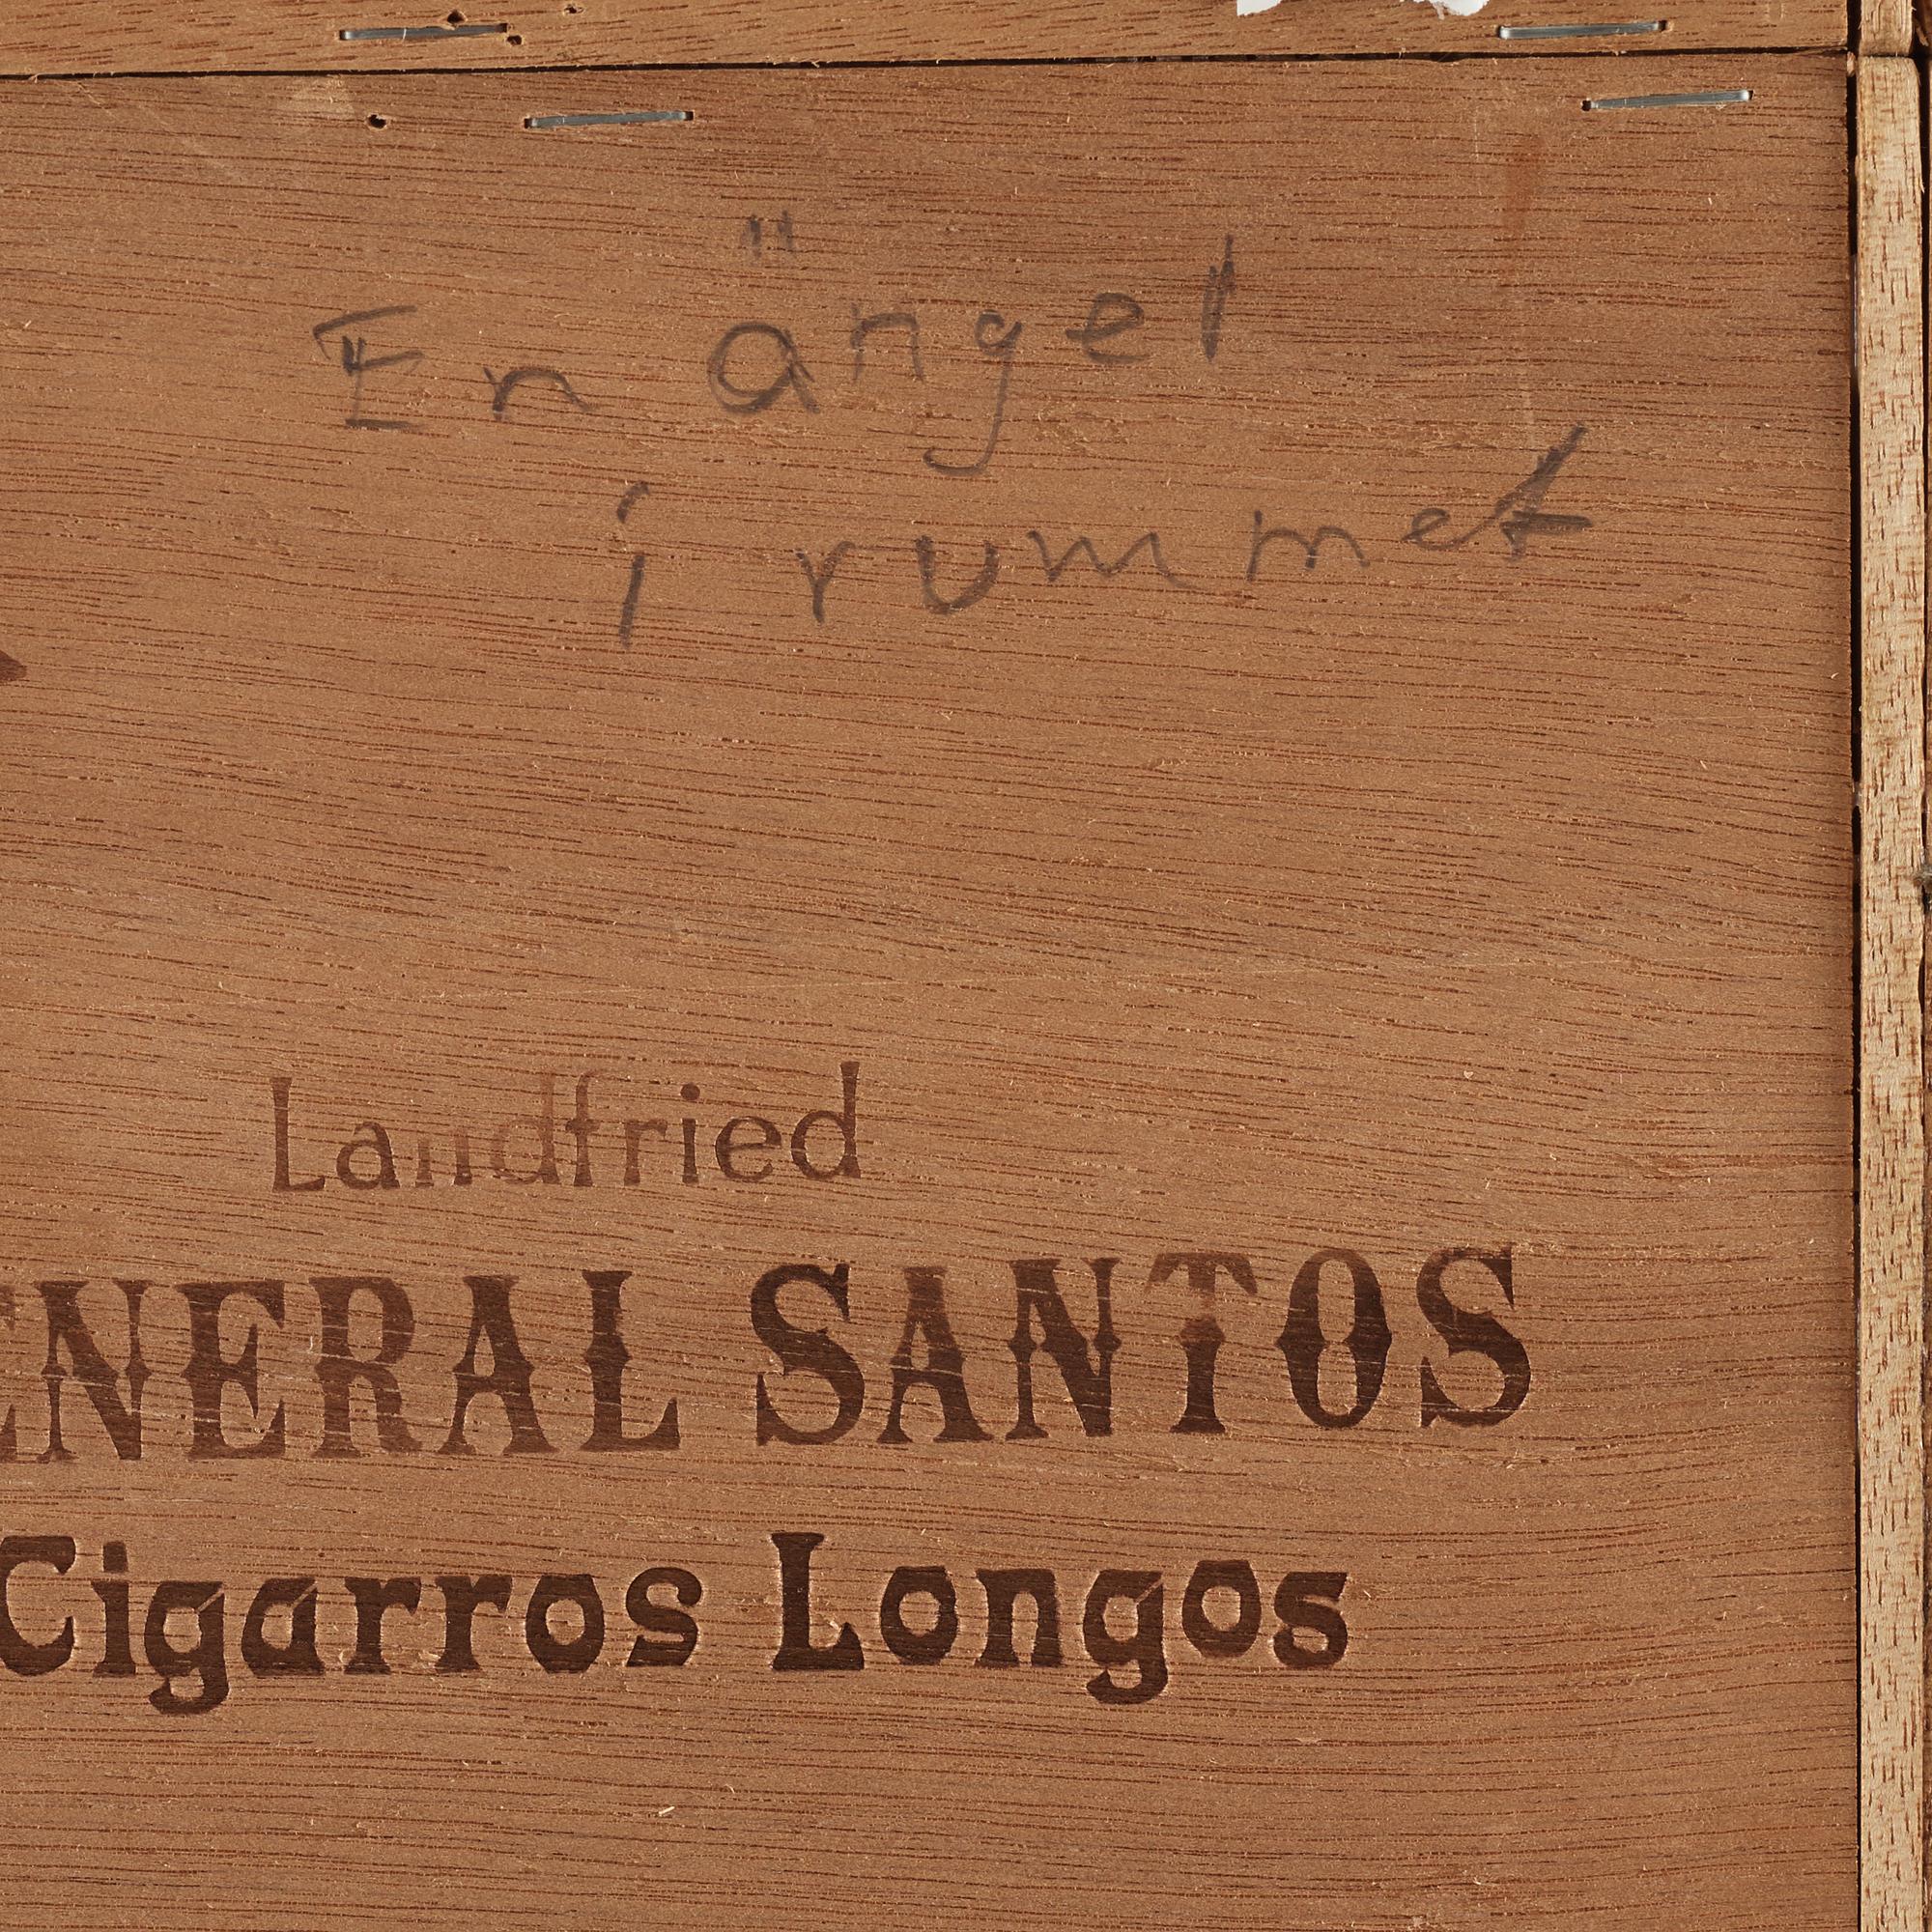 En ängel
i rummet
Landfried
ENERAL SANTOS
Cigarros Longos